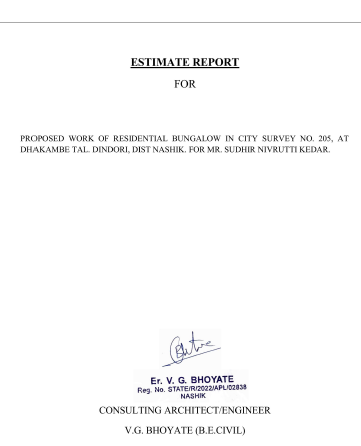 ESTIMATE REPORT
FOR
PROPOSED WORK OF RESIDENTIAL BUNGALOW IN CITY SURVEY NO. 205, AT
DHAKAMBE TAL. DINDORI, DIST NASHIK. FOR MR. SUDHIR NIVRUTTI KEDAR.
Er. V. G. BHOYATE
Reg. No. STATE/R/2022/APL/02838
NASHIK
CONSULTING ARCHITECT/ENGINEER
V.G. BHOYATE (B.E.CIVIL)